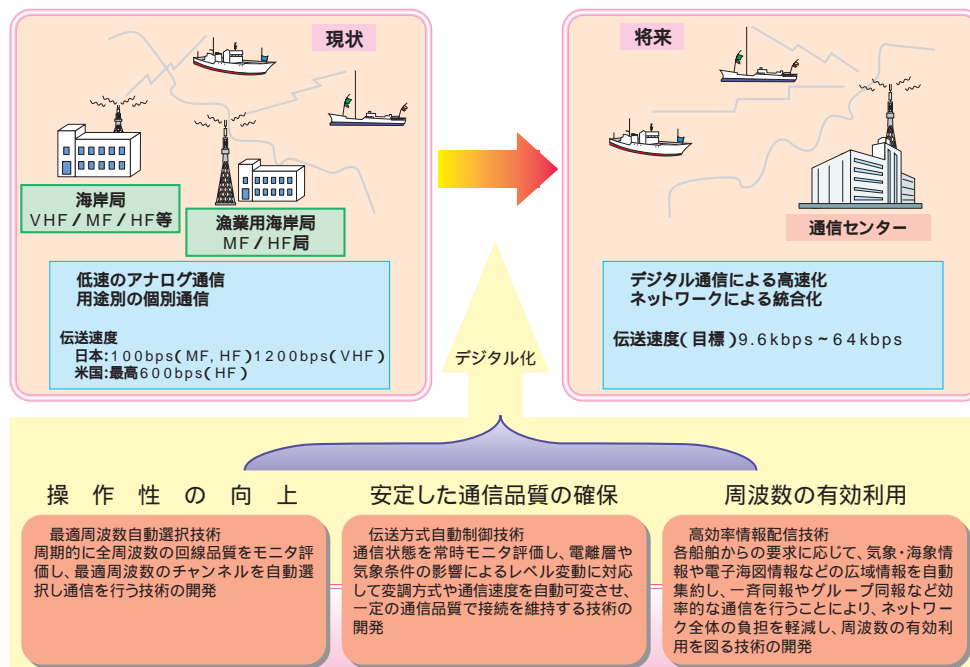 現状
海岸局
VHF/MF/HF等
漁業用海岸局
MF/HF局
低速のアナログ通信
用途別の個別通信
伝送速度
日本:100bps(MF,HF)1200bps(VHF)
米国:最高600bps(HF)
将来
通信センター
デジタル通信による高速化
ネットワークによる統合化
伝送速度(目標)9.6kbps~64kbps
デジタル化
操作性の向上
最適周波数自動選択技術
周期的に全周波数の回線品質をモニタ評
価し、最適周波数のチャンネルを自動選
択し通信を行う技術の開発
安定した通信品質の確保
伝送方式自動制御技術
通信状態を常時モニタ評価し、電離層や
気象条件の影響によるレベル変動に対応
して変調方式や通信速度を自動可変させ、
一定の通信品質で接続を維持する技術の
開発
周波数の有効利用
高効率情報配信技術
各船舶からの要求に応じて、気象・海象情
報や電子海図情報などの広域情報を自動
集約し、一斉同報やグループ同報など効
率的な通信を行うことにより、ネットワー
ク全体の負担を軽減し、周波数の有効利
用を図る技術の開発